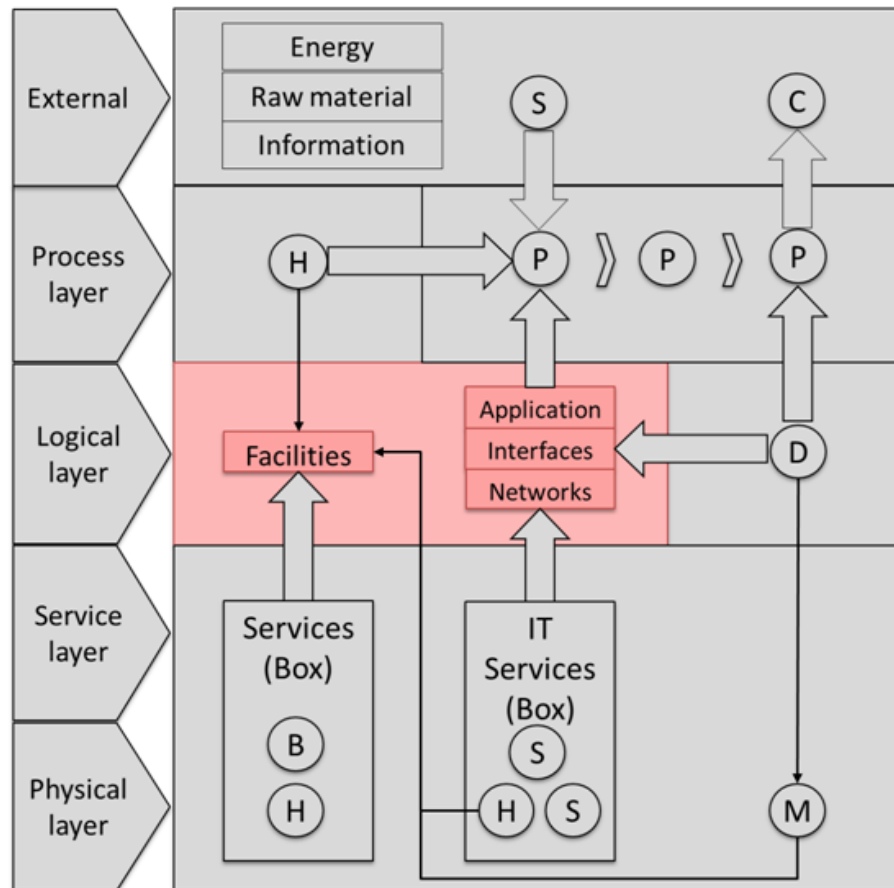 External
Energy
Raw material
Information
S
C
Process
layer
H
P
P
P
Logical
layer
Facilities
Application
Interfaces
Networks
D
Service
layer
Services
(Box)
IT
Services
(Box)
Physical
layer
B
H
S
H
S
M